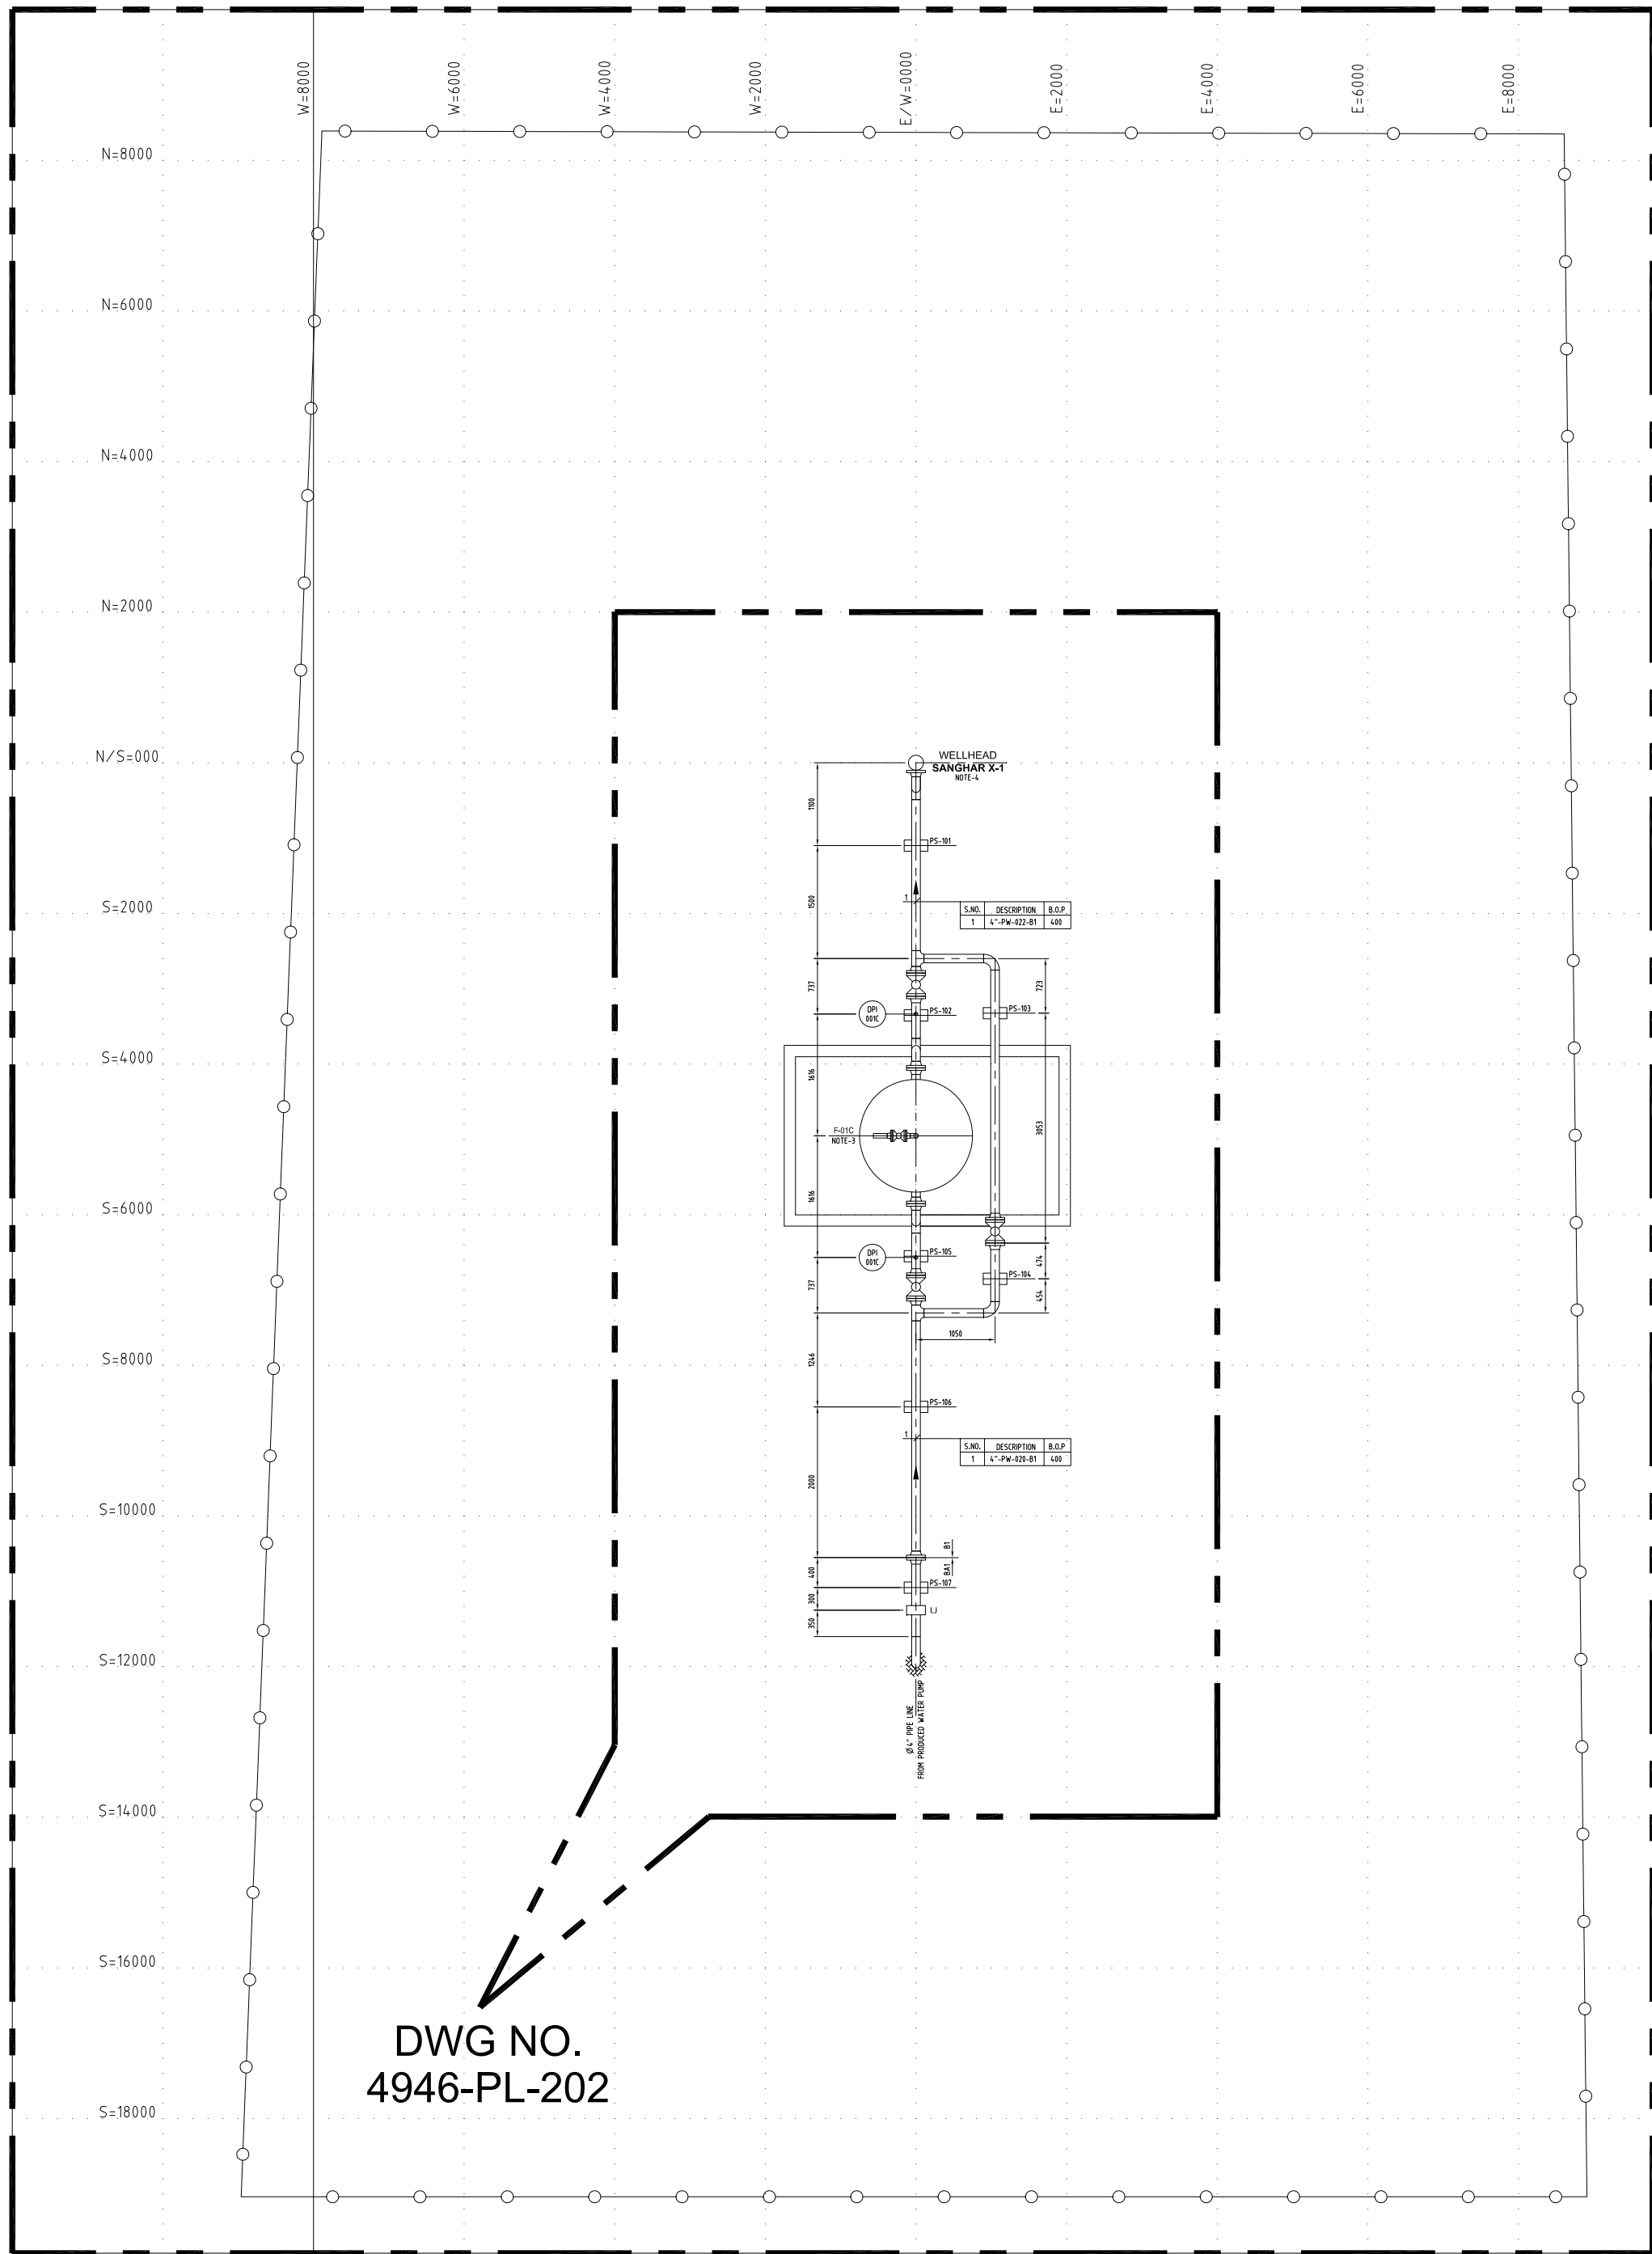 W=8000
W=6000
W=4000
W=2000
E/W=0000
E=2000
E=4000
E=6000
E=8000
N=8000
N=6000
N=4000
N=2000
N/S=000
S=2000
S=4000
S=6000
S=8000
S=10000
S=12000
S=14000
S=16000
S=18000
WELLHEAD
SANGHAR X-1
NOTE-4
1100
PS-101
1500
1
S.NO. DESCRIPTION B.O.P
1 4"-PW-022-B1 400
737
723
DPI
001C
PS-102
PS-103
1616
F-01C
NOTE-3
3053
1616
DPI
001C
PS-105
474
PS-104
737
454
1050
1246
PS-106
1
S.NO. DESCRIPTION B.O.P
1 4"-PW-020-B1 400
2000
B1
BA1
400
PS-107
300
IJ
350
Ø4" PIPE LINE
FROM PRODUCED WATER PUMP
DWG NO.
4946-PL-202